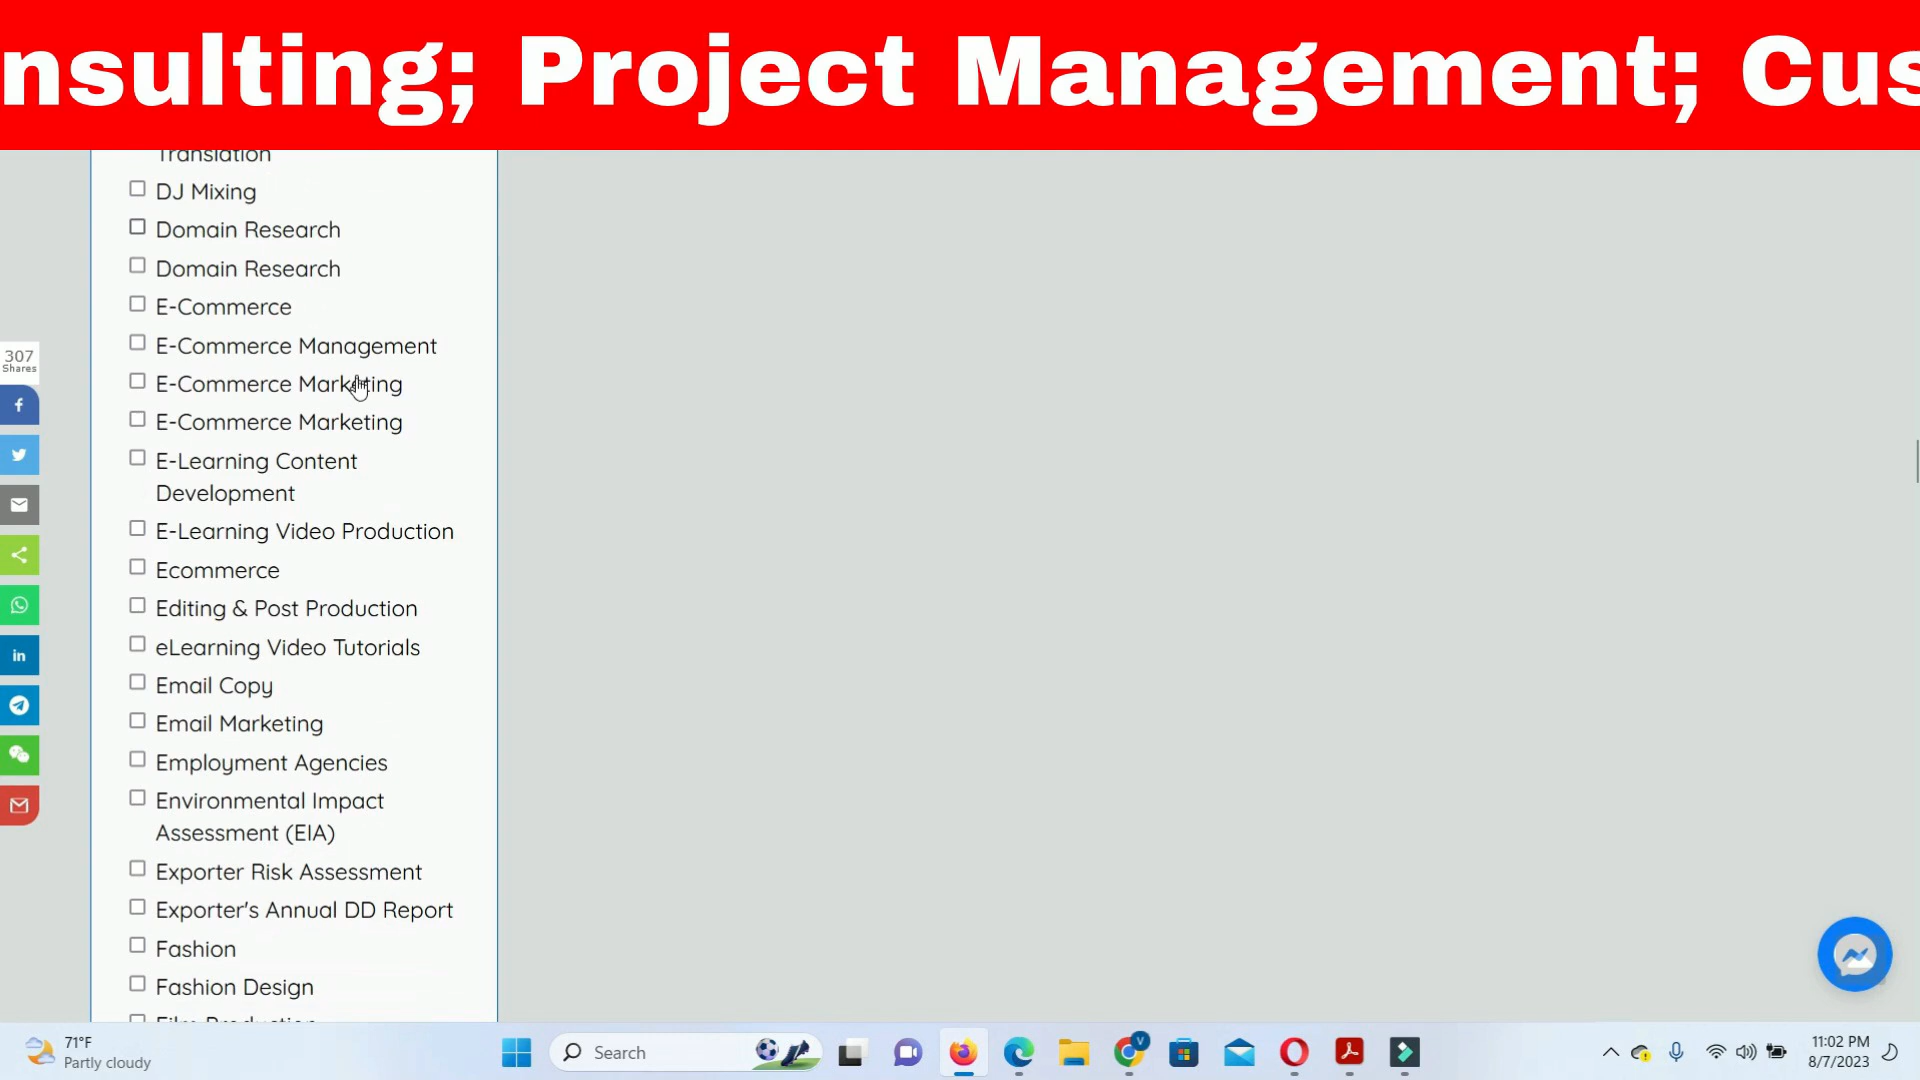 nsulting; Project Management; Cus
Translation
DJ Mixing
Domain Research
Domain Research
E-Commerce
E-Commerce Management
E-Commerce Marketing
E-Commerce Marketing
E-Learning Content
Development
E-Learning Video Production
Ecommerce
Editing & Post Production
eLearning Video Tutorials
Email Copy
Email Marketing
Employment Agencies
Environmental Impact
Assessment (EIA)
Exporter Risk Assessment
Exporter's Annual DD Report
Fashion
Fashion Design
Film Production
307
Shares
71°F
Partly cloudy
Search
V
11:02 PM
8/7/2023